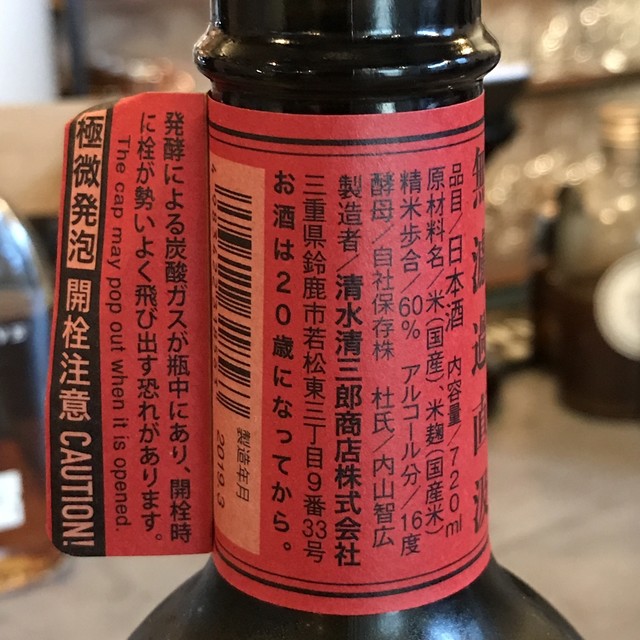 無濾過直汲
品目／日本酒 内容量／720ml
原材料名／米(国産)、米麹(国産米)
精米歩合／60% アルコール分／16度
酵母／自社保存株 杜氏／内山智広
製造者／清水清三郎商店株式会社
三重県鈴鹿市若松東三丁目9番33号
お酒は20歳になってから。
製造年月
2019.3
発酵による炭酸ガスが瓶中にあり、開栓時
に栓が勢いよく飛び出す恐れがあります。
The cap may pop out when it is opened.
極微発泡 開栓注意 CAUTION!